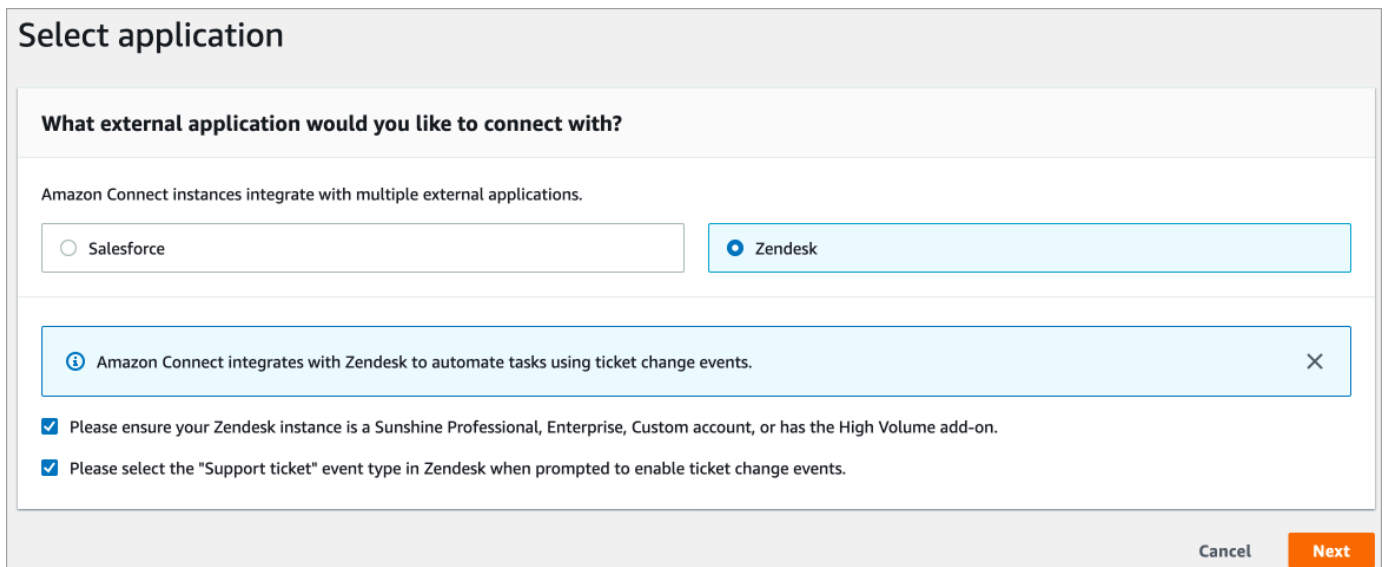 Select application
What external application would you like to connect with?
Amazon Connect instances integrate with multiple external applications.
Salesforce
Zendesk
Amazon Connect integrates with Zendesk to automate tasks using ticket change events.
Please ensure your Zendesk instance is a Sunshine Professional, Enterprise, Custom account, or has the High Volume add-on.
Please select the "Support ticket" event type in Zendesk when prompted to enable ticket change events.
Cancel
Next